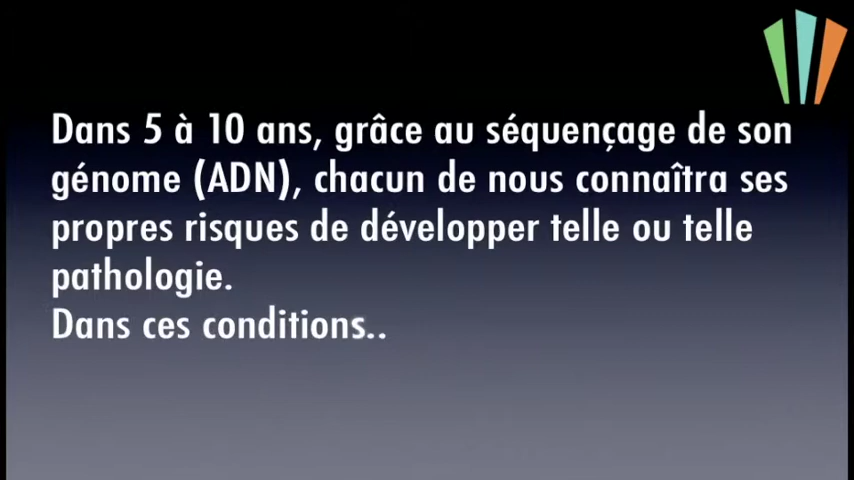 Dans 5 à 10 ans, grâce au séquençage de son
génome (ADN), chacun de nous connaîtra ses
propres risques de développer telle ou telle
pathologie.
Dans ces conditions..